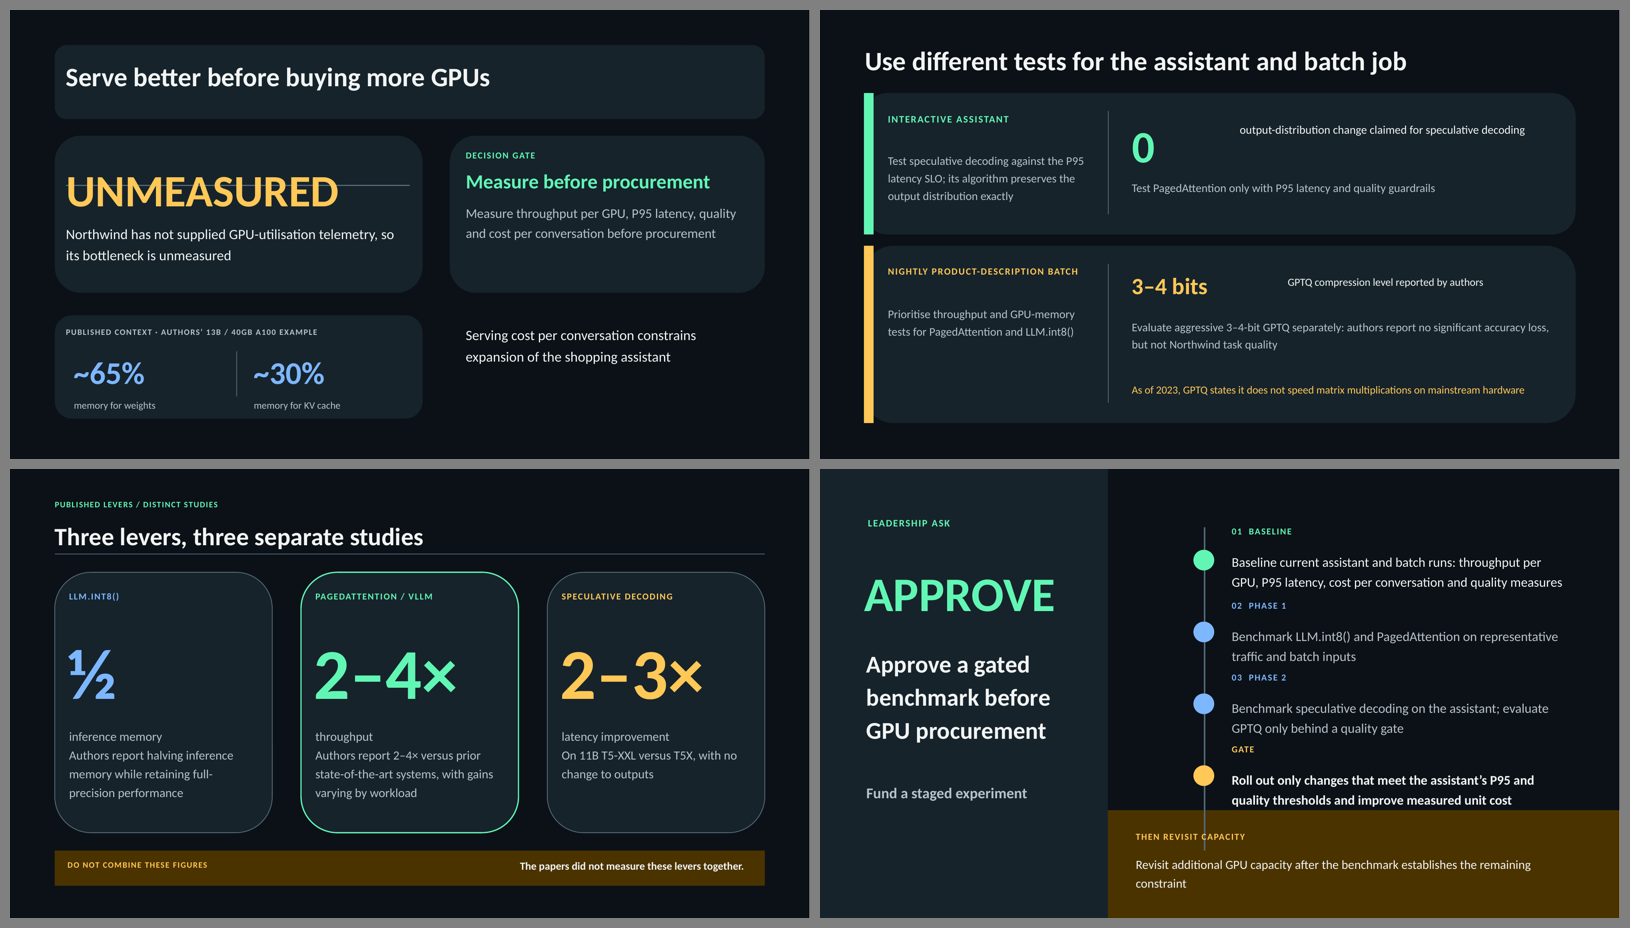 Serve better before buying more GPUs
UNMEASURED
Northwind has not supplied GPU-utilisation telemetry, so
its bottleneck is unmeasured
DECISION GATE
Measure before procurement
Measure throughput per GPU, P95 latency, quality
and cost per conversation before procurement
PUBLISHED CONTEXT · AUTHORS' 13B / 40GB A100 EXAMPLE
~65%
memory for weights
~30%
memory for KV cache
Serving cost per conversation constrains
expansion of the shopping assistant
Use different tests for the assistant and batch job
INTERACTIVE ASSISTANT
Test speculative decoding against the P95
latency SLO; its algorithm preserves the
output distribution exactly
0
output-distribution change claimed for speculative decoding
Test PagedAttention only with P95 latency and quality guardrails
NIGHTLY PRODUCT-DESCRIPTION BATCH
Prioritise throughput and GPU-memory
tests for PagedAttention and LLM.int8()
3–4 bits
GPTQ compression level reported by authors
Evaluate aggressive 3–4-bit GPTQ separately: authors report no significant accuracy loss,
but not Northwind task quality
As of 2023, GPTQ states it does not speed matrix multiplications on mainstream hardware
PUBLISHED LEVERS / DISTINCT STUDIES
Three levers, three separate studies
LLM.INT8()
½
inference memory
Authors report halving inference
memory while retaining full-
precision performance
PAGEDATTENTION / VLLM
2–4×
throughput
Authors report 2–4× versus prior
state-of-the-art systems, with gains
varying by workload
SPECULATIVE DECODING
2–3×
latency improvement
On 11B T5-XXL versus T5X, with no
change to outputs
DO NOT COMBINE THESE FIGURES
The papers did not measure these levers together.
LEADERSHIP ASK
APPROVE
Approve a gated
benchmark before
GPU procurement
Fund a staged experiment
01 BASELINE
Baseline current assistant and batch runs: throughput per
GPU, P95 latency, cost per conversation and quality measures
02 PHASE 1
Benchmark LLM.int8() and PagedAttention on representative
traffic and batch inputs
03 PHASE 2
Benchmark speculative decoding on the assistant; evaluate
GPTQ only behind a quality gate
GATE
Roll out only changes that meet the assistant’s P95 and
quality thresholds and improve measured unit cost
THEN REVISIT CAPACITY
Revisit additional GPU capacity after the benchmark establishes the remaining
constraint